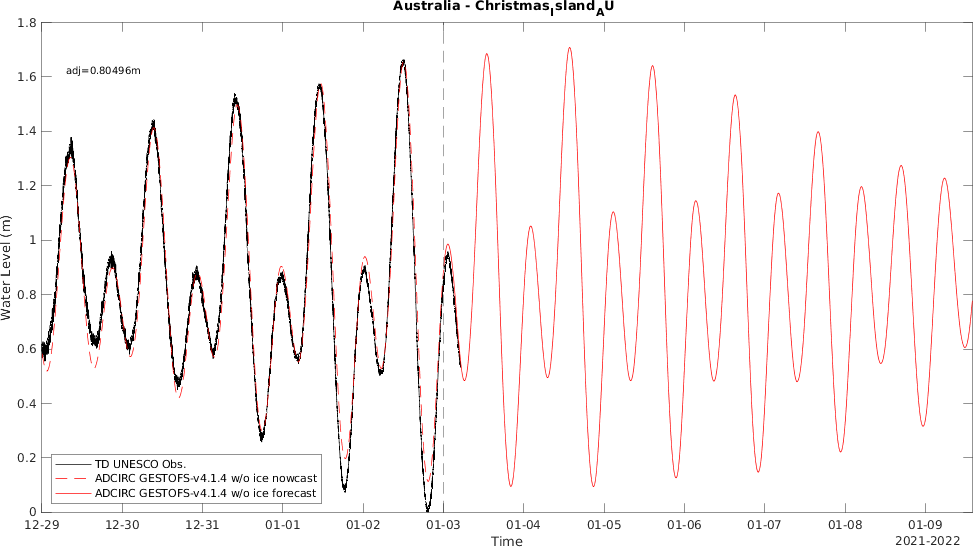 Australia - Christmas_Island_AU
adj=0.80496m
1.8
1.6
1.4
1.2
1
0.8
0.6
0.4
0.2
0
Water Level (m)
TD UNESCO Obs.
ADCIRC GESTOFS-v4.1.4 w/o ice nowcast
ADCIRC GESTOFS-v4.1.4 w/o ice forecast
12-29 12-30 12-31 01-01 01-02 01-03 01-04 01-05 01-06 01-07 01-08 01-09
Time
2021-2022